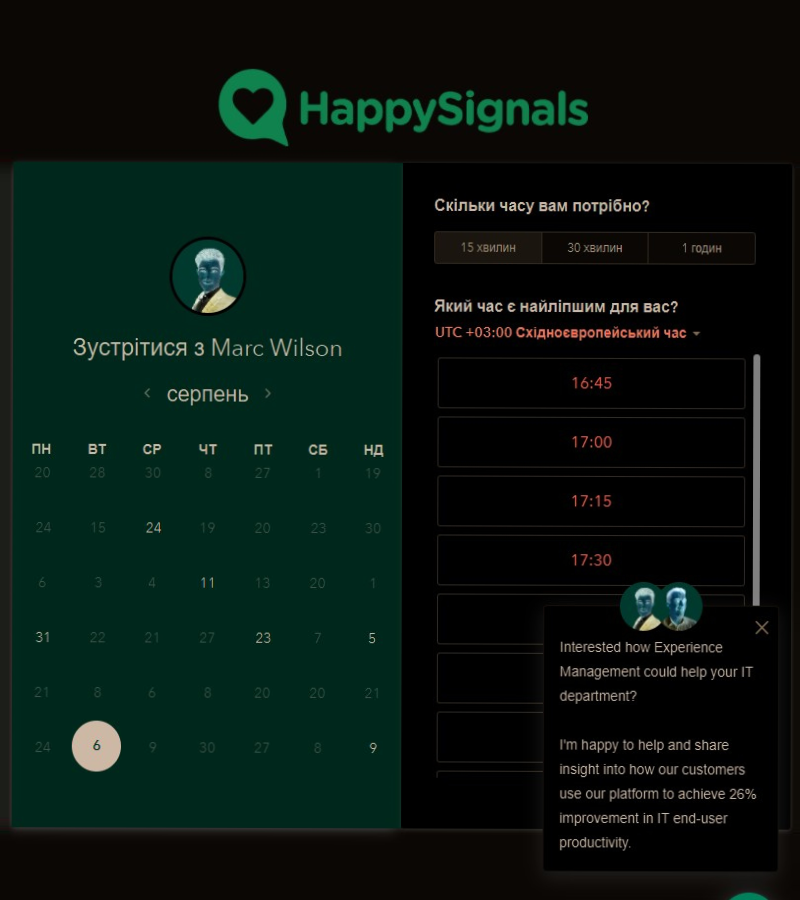 HappySignals
Зустрітися з Marc Wilson
серпень
ПН ВТ СР ЧТ ПТ СБ НД
20 28 30 8 27 1 19
24 15 24 19 20 23 30
6 3 4 11 13 20 1
31 22 21 27 23 7 5
21 8 6 8 20 20 21
24 6 9 30 27 8 9
Скільки часу вам потрібно?
15 хвилин 30 хвилин 1 годин
Який час є найліпшим для вас?
UTC +03:00 Східноєвропейський час
16:45
17:00
17:15
17:30
Interested how Experience
Management could help your IT
department?
I'm happy to help and share
insight into how our customers
use our platform to achieve 26%
improvement in IT end-user
productivity.